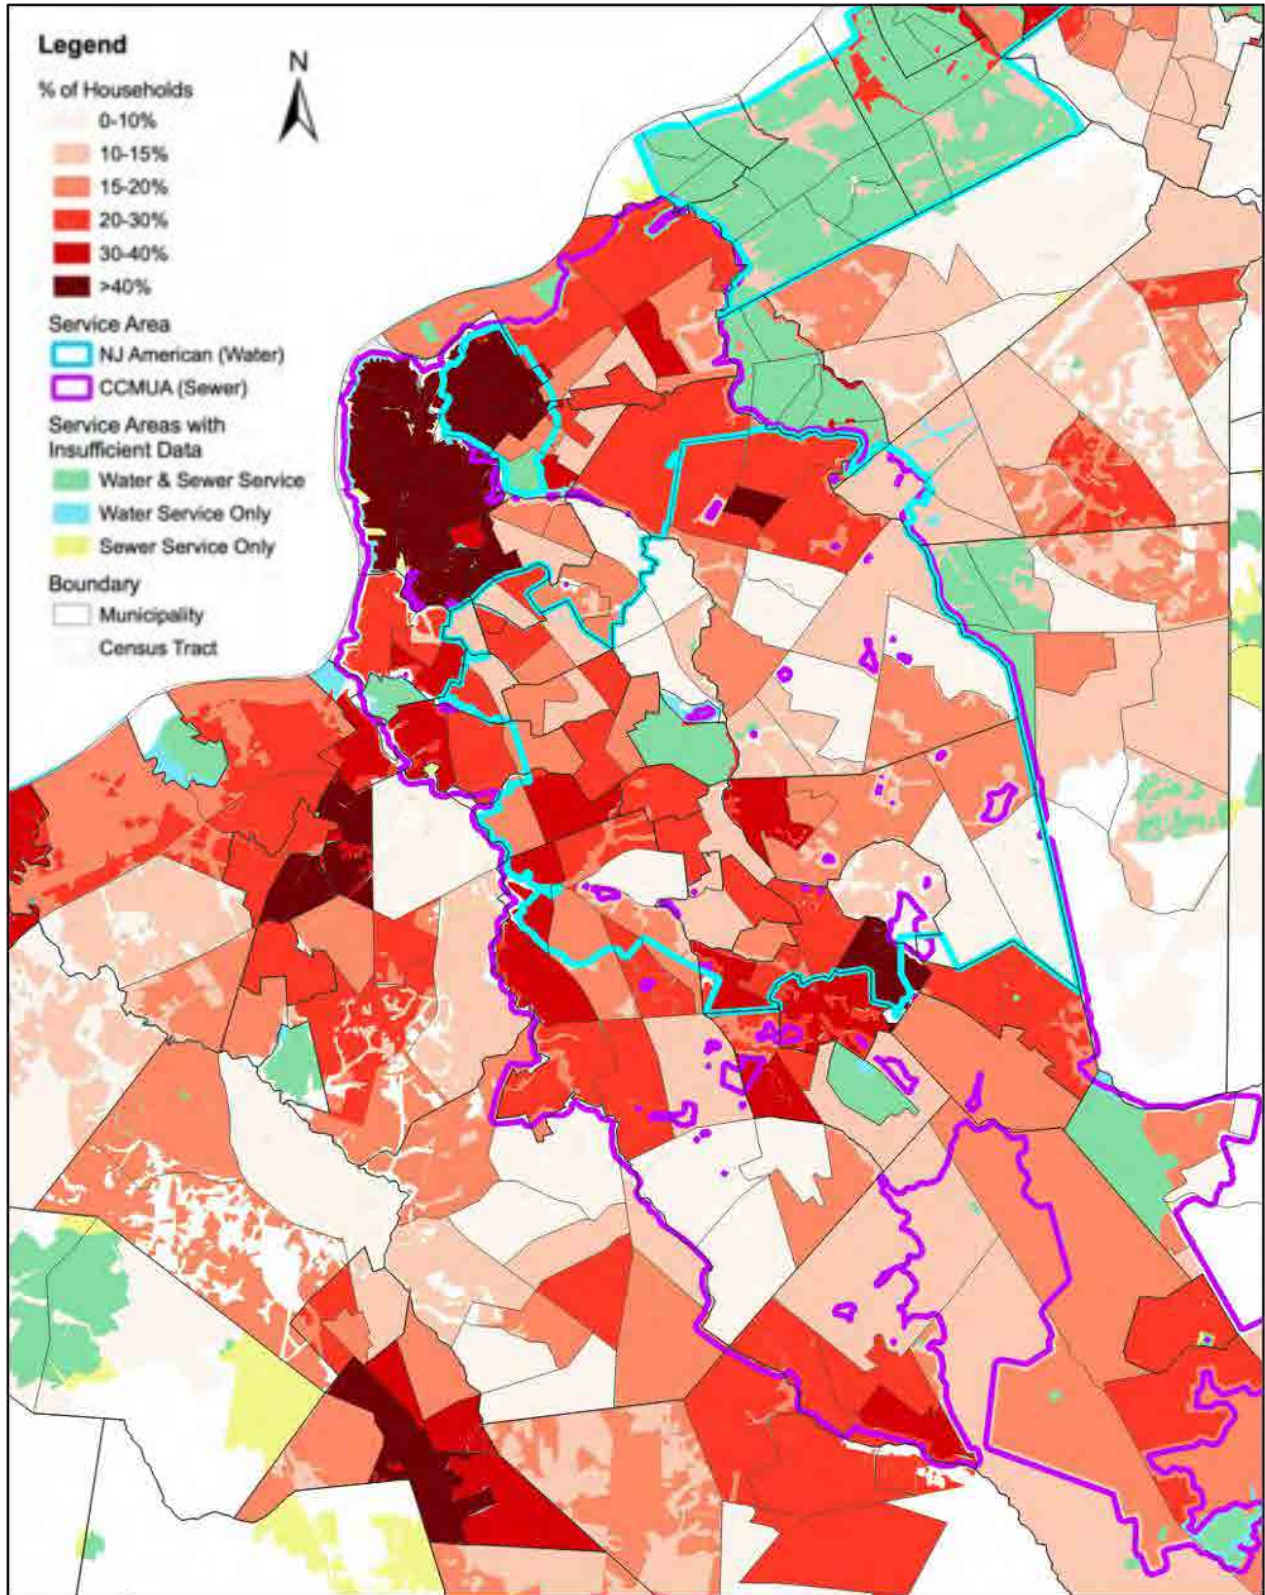 Legend
N
% of Households
0-10%
10-15%
15-20%
20-30%
30-40%
>40%
Service Area
NJ American (Water)
CCMUA (Sewer)
Service Areas with
Insufficient Data
Water & Sewer Service
Water Service Only
Sewer Service Only
Boundary
Municipality
Census Tract